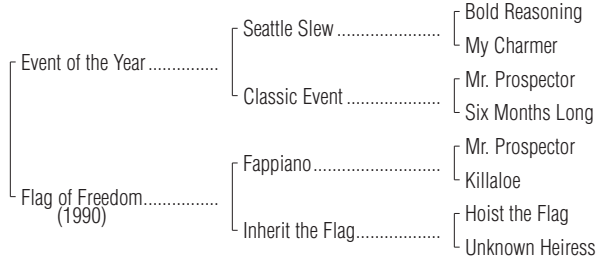 Bold Reasoning
Seattle Slew ......................
My Charmer
Event of the Year ...............
Mr. Prospector
Classic Event ....................
Six Months Long
Mr. Prospector
Fappiano ...........................
Killaloe
Flag of Freedom ................
(1990)
Hoist the Flag
Inherit the Flag ..................
Unknown Heiress